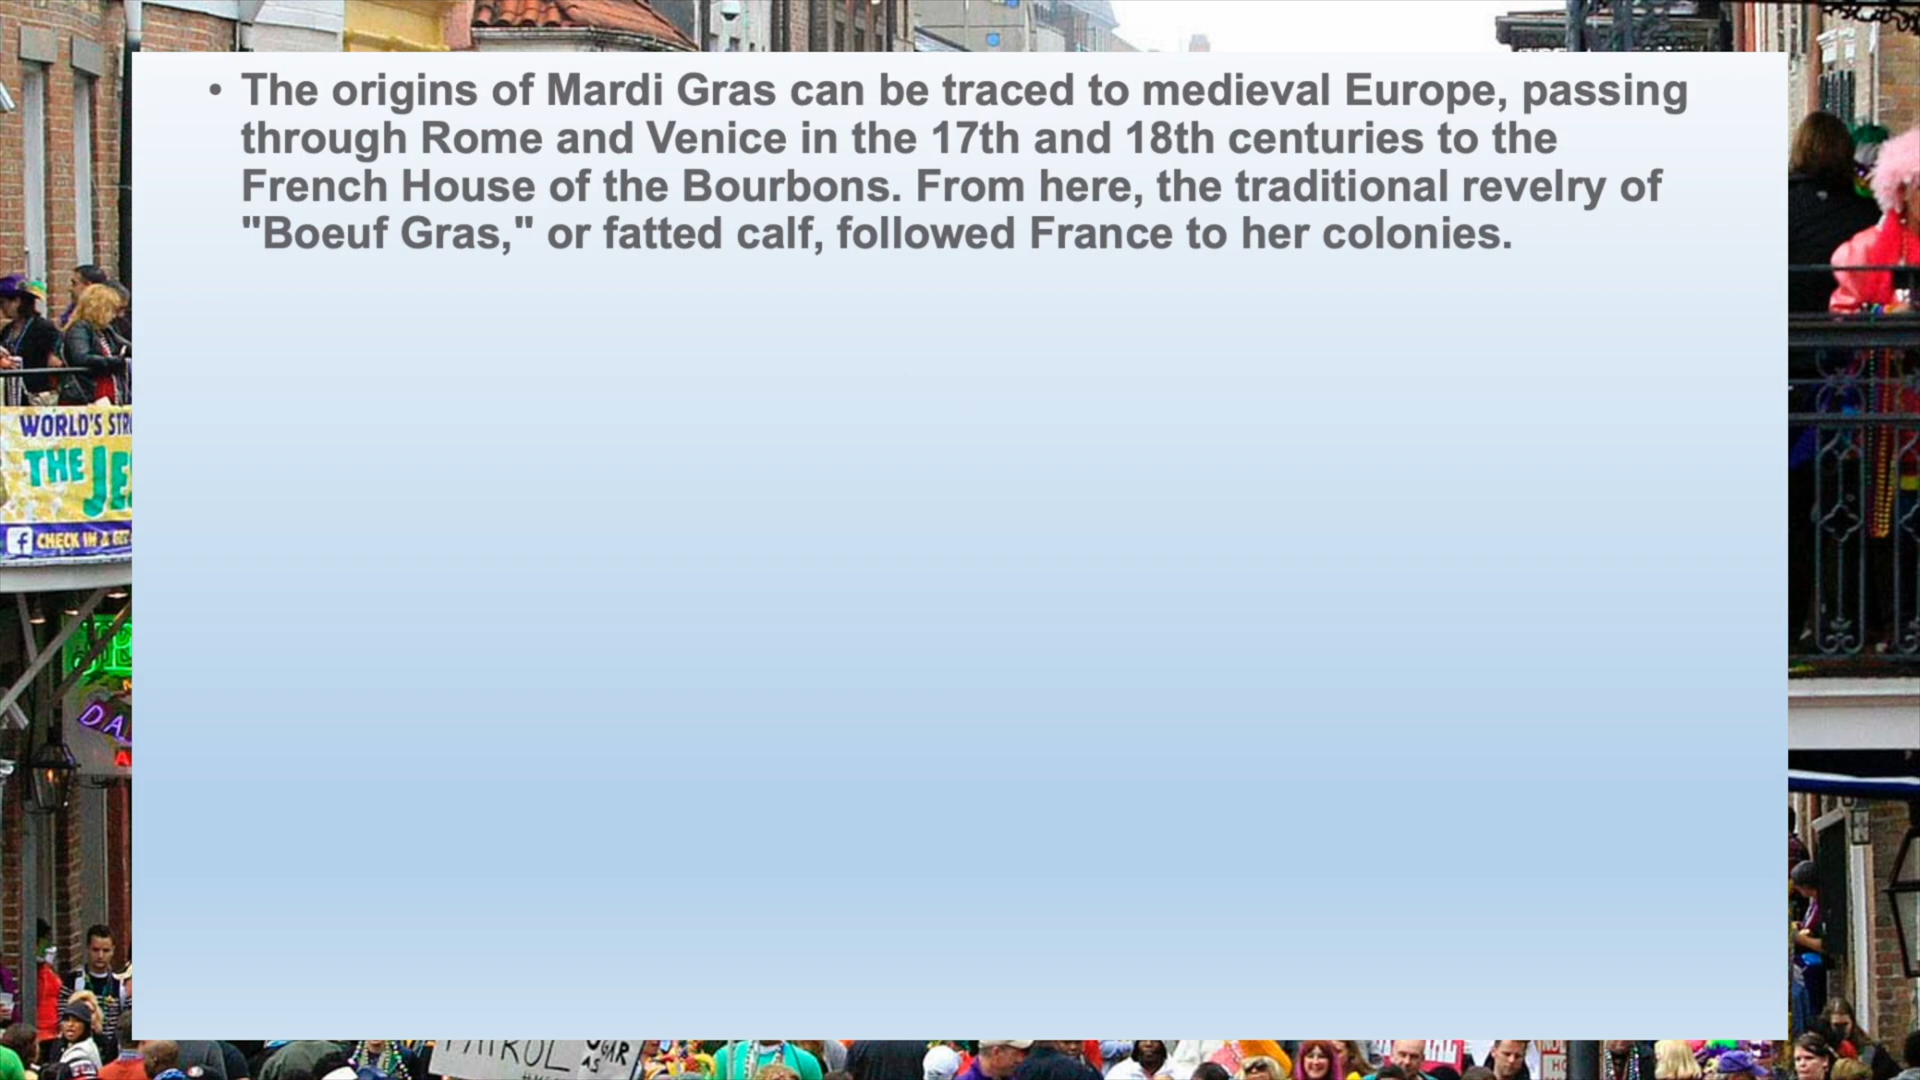 • The origins of Mardi Gras can be traced to medieval Europe, passing
through Rome and Venice in the 17th and 18th centuries to the
French House of the Bourbons. From here, the traditional revelry of
"Boeuf Gras," or fatted calf, followed France to her colonies.
WORLD'S
THE
CHECK IN &
PATROL